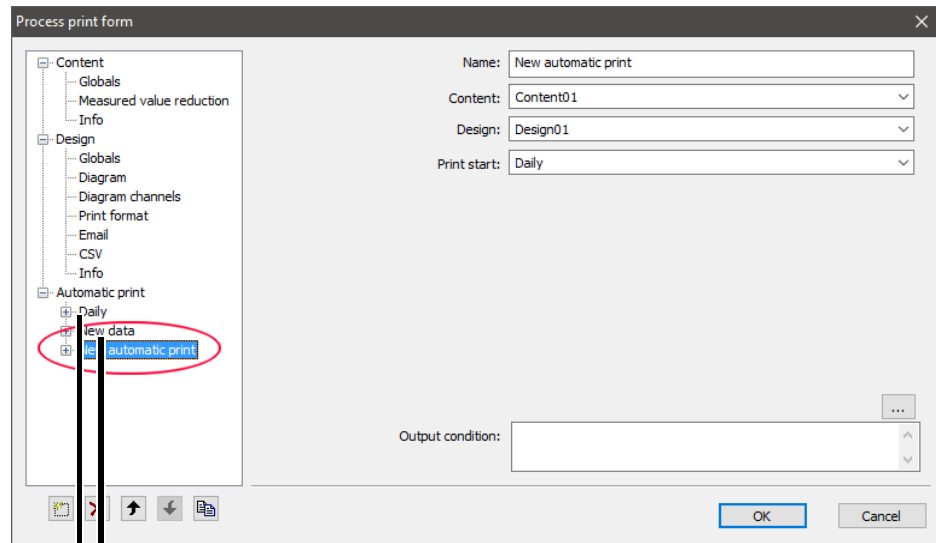 Process print form
Content
Globals
Measured value reduction
Info
Design
Globals
Diagram
Diagram channels
Print format
Email
CSV
Info
Automatic print
Daily
New data
New automatic print
Name: New automatic print
Content: Content01
Design: Design01
Print start: Daily
...
Output condition:
OK Cancel